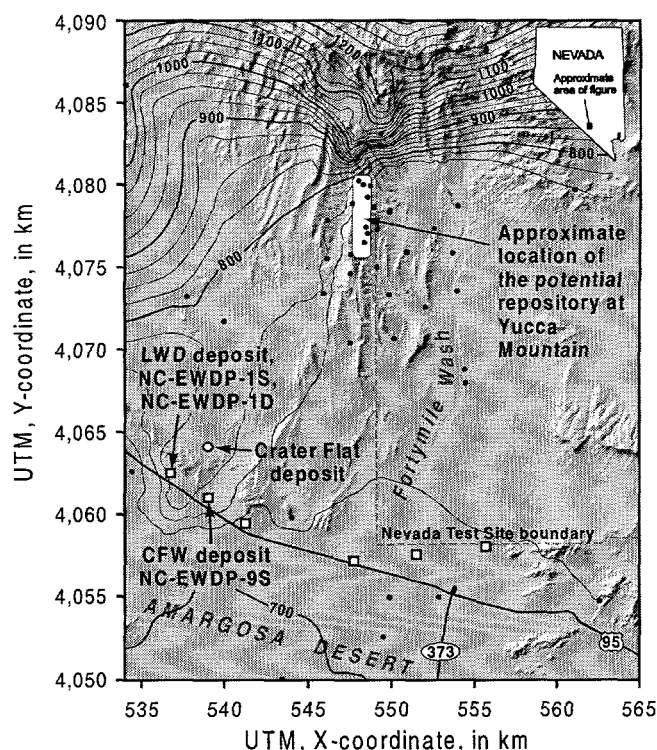 4,090
4,085
4,080
4,075
4,070
4,065
4,060
4,055
4,050
UTM, Y-coordinate, in km
1100
1200
1000
900
800
1100
1000
900
800
NEVADA
Approximate
area of figure
Approximate
location of
the potential
repository at
Yucca
Mountain
LWD deposit,
NC-EWDP-1S,
NC-EWDP-1D
Crater Flat
deposit
Fortymile Wash
Nevada Test Site boundary
CFW deposit
NC-EWDP-9S
700
AMARGOSA DESERT
373
95
535
540
545
550
555
560
565
UTM, X-coordinate, in km